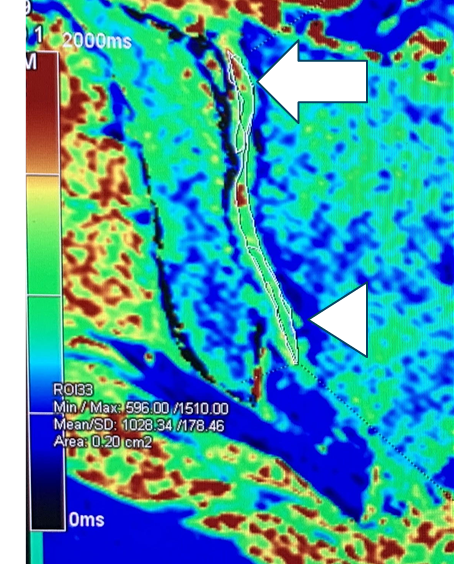 1
2000ms
M
ROI33
Min / Max: 596.00 /1510.00
Mean/SD: 1028.34 /178.46
Area: 0.20 cm2
0ms